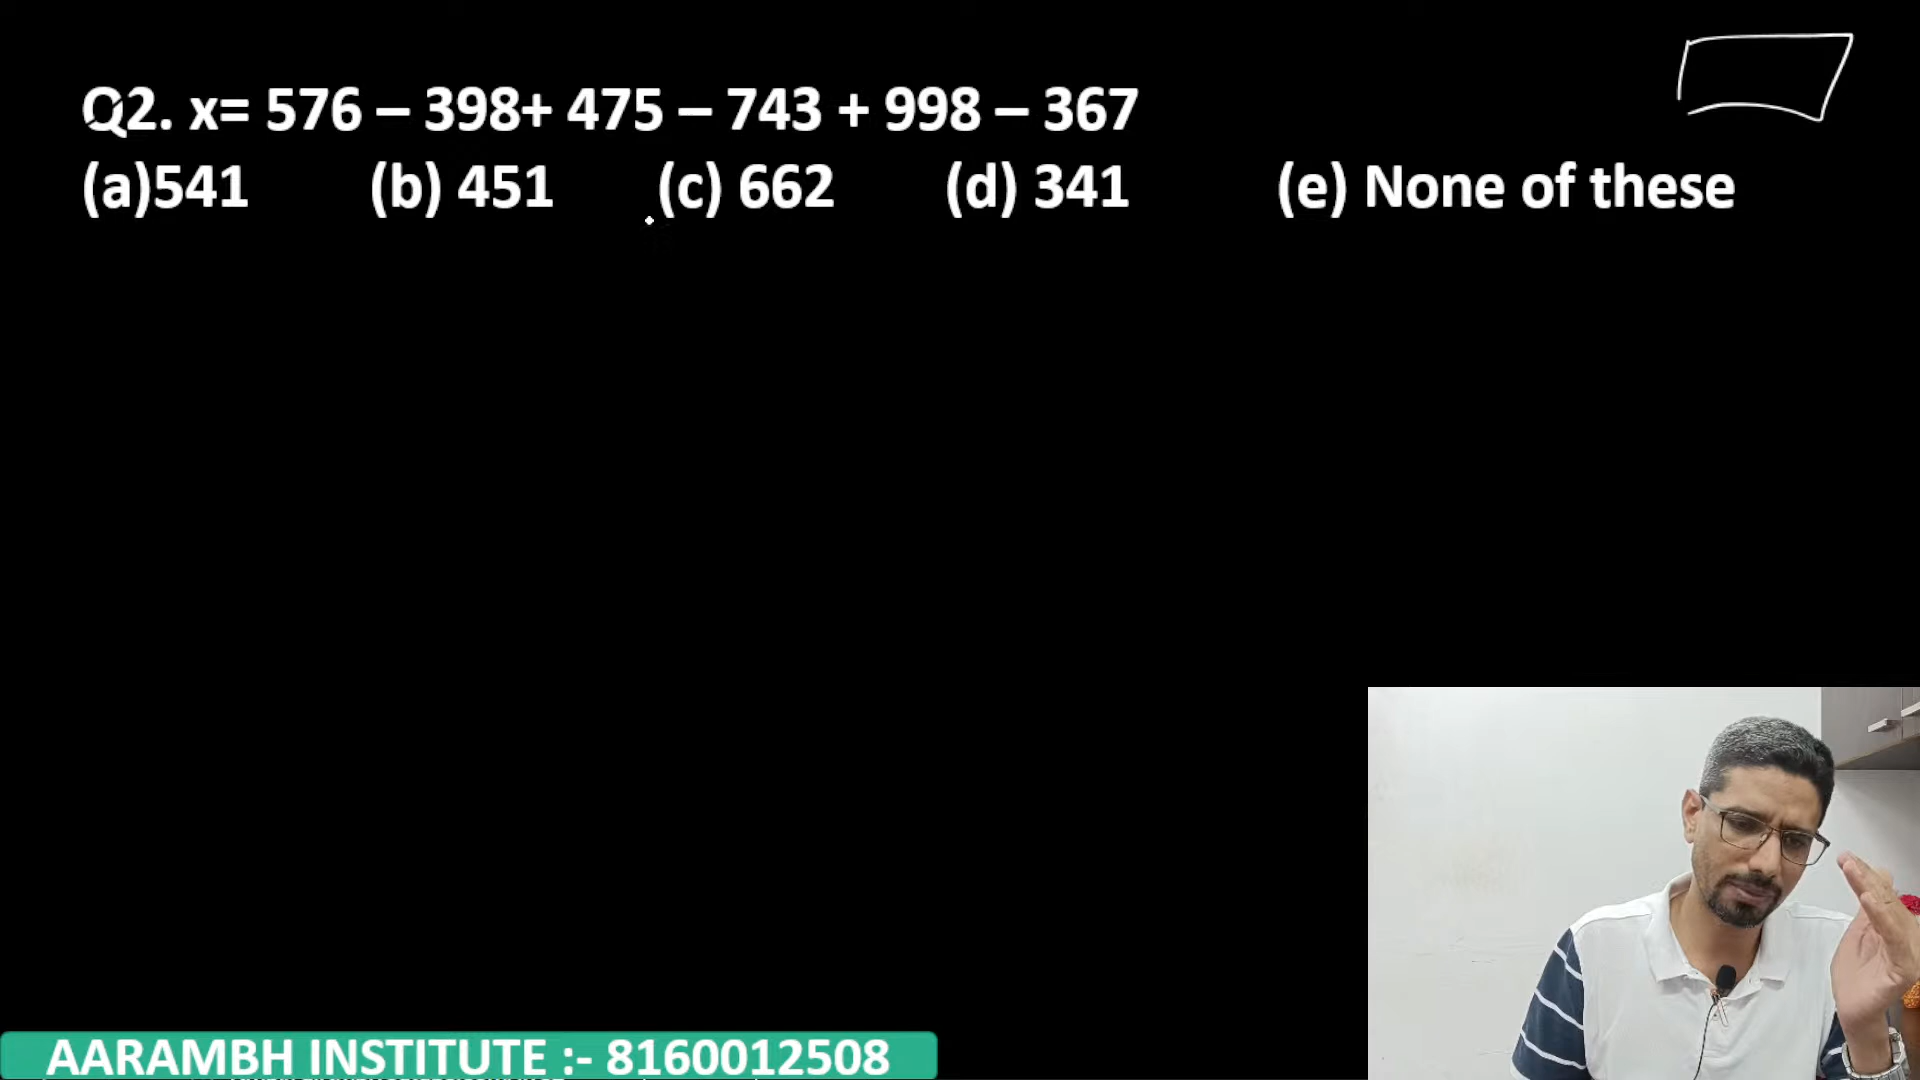 Q2. x= 576 – 398+ 475 – 743 + 998 – 367
(a)541 (b) 451 (c) 662 (d) 341 (e) None of these
AARAMBH INSTITUTE :- 8160012508